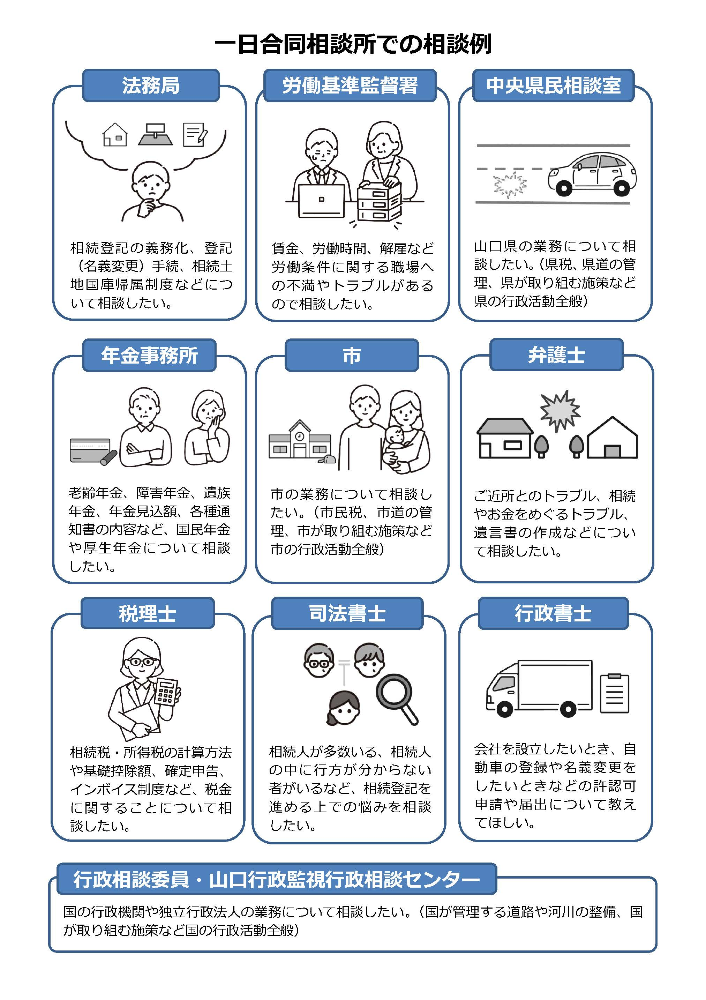 一日合同相談所での相談例
法務局
相続登記の義務化、登記
（名義変更）手続、相続土
地国庫帰属制度などにつ
いて相談したい。
労働基準監督署
賃金、労働時間、解雇など
労働条件に関する職場へ
の不満やトラブルがある
ので相談したい。
中央県民相談室
山口県の業務について相
談したい。（県税、県道の管
理、県が取り組む施策など
県の行政活動全般）
年金事務所
老齢年金、障害年金、遺族
年金、年金見込額、各種通
知書の内容など、国民年金
や厚生年金について相談
したい。
市
市の業務について相談し
たい。（市民税、市道の管
理、市が取り組む施策など
市の行政活動全般）
弁護士
ご近所とのトラブル、相続
やお金をめぐるトラブル、
遺言書の作成などについ
て相談したい。
税理士
相続税・所得税の計算方法
や基礎控除額、確定申告、
インボイス制度など、税金
に関することについて相
談したい。
司法書士
相続人が多数いる、相続人
の中に行方が分からない
者がいるなど、相続登記を
進める上での悩みを相談
したい。
行政書士
会社を設立したいとき、自
動車の登録や名義変更を
したいときなどの許認可
申請や届出について教え
てほしい。
行政相談委員・山口行政監視行政相談センター
国の行政機関や独立行政法人の業務について相談したい。（国が管理する道路や河川の整備、国
が取り組む施策など国の行政活動全般）